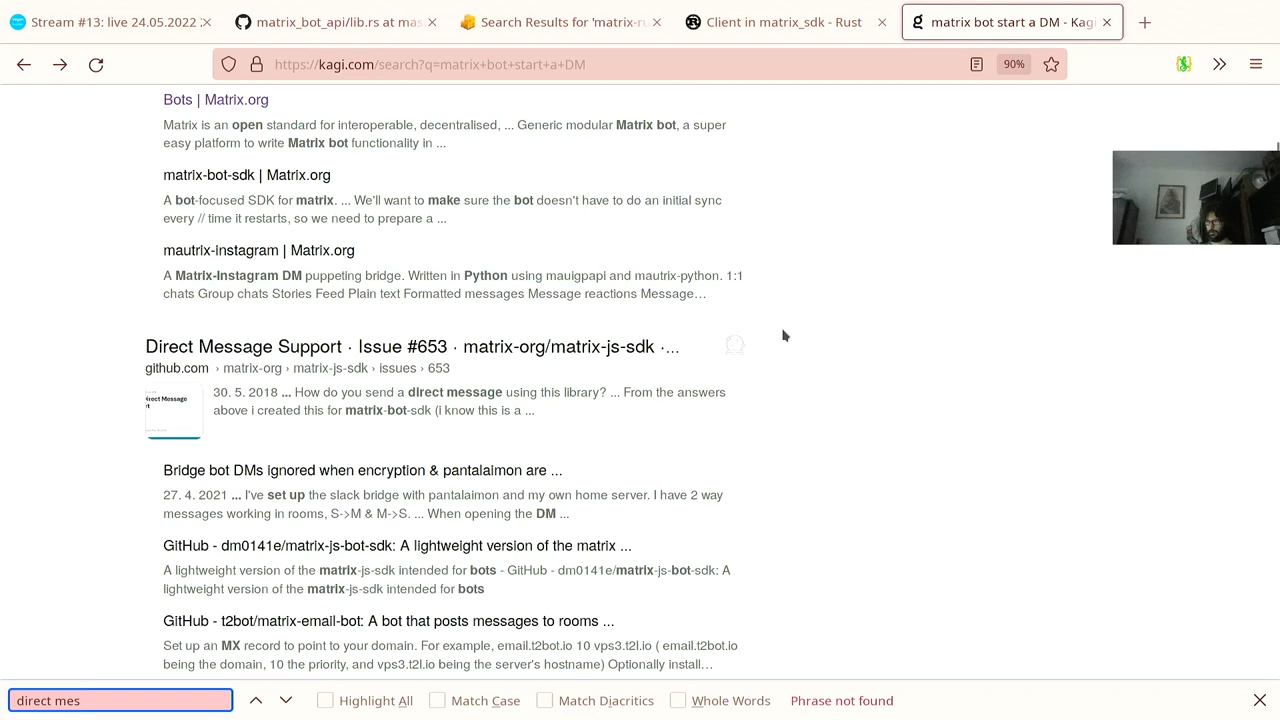 Stream #13: live 24.05.2022
matrix_bot_api/lib.rs at mas
Search Results for 'matrix-ru
Client in matrix_sdk - Rust
matrix bot start a DM - Kagi
https://kagi.com/search?q=matrix+bot+start+a+DM
90%
Bots | Matrix.org
Matrix is an open standard for interoperable, decentralised, ... Generic modular Matrix bot, a super
easy platform to write Matrix bot functionality in ...
matrix-bot-sdk | Matrix.org
A bot-focused SDK for matrix. ... We'll want to make sure the bot doesn't have to do an initial sync
every // time it restarts, so we need to prepare a ...
mautrix-instagram | Matrix.org
A Matrix-Instagram DM puppeting bridge. Written in Python using mauigpapi and mautrix-python. 1:1
chats Group chats Stories Feed Plain text Formatted messages Message reactions Message…
Direct Message Support · Issue #653 · matrix-org/matrix-js-sdk ·...
github.com › matrix-org › matrix-js-sdk › issues › 653
30. 5. 2018 ... How do you send a direct message using this library? ... From the answers
above i created this for matrix-bot-sdk (i know this is a ...
Bridge bot DMs ignored when encryption & pantalaimon are ...
27. 4. 2021 ... I've set up the slack bridge with pantalaimon and my own home server. I have 2 way
messages working in rooms, S->M & M->S. ... When opening the DM ...
GitHub - dm0141e/matrix-js-bot-sdk: A lightweight version of the matrix ...
A lightweight version of the matrix-js-sdk intended for bots - GitHub - dm0141e/matrix-js-bot-sdk: A
lightweight version of the matrix-js-sdk intended for bots
GitHub - t2bot/matrix-email-bot: A bot that posts messages to rooms ...
Set up an MX record to point to your domain. For example, email.t2bot.io 10 vps3.t2l.io ( email.t2bot.io
being the domain, 10 the priority, and vps3.t2l.io being the server's hostname) Optionally install…
direct mes
Highlight All
Match Case
Match Diacritics
Whole Words
Phrase not found